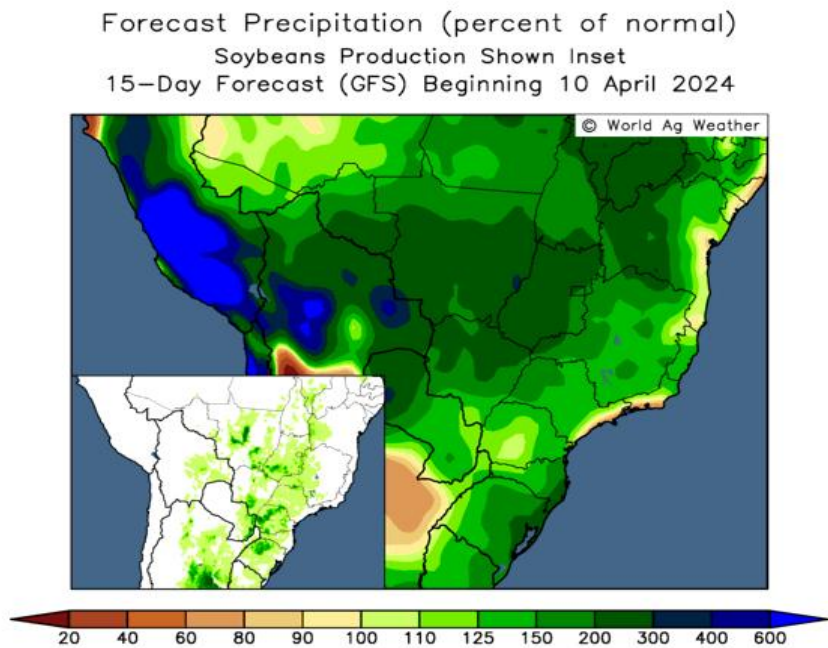 Forecast Precipitation (percent of normal)
Soybeans Production Shown Inset
15-Day Forecast (GFS) Beginning 10 April 2024
© World Ag Weather
20 40 60 80 90 100 110 125 150 200 300 400 600